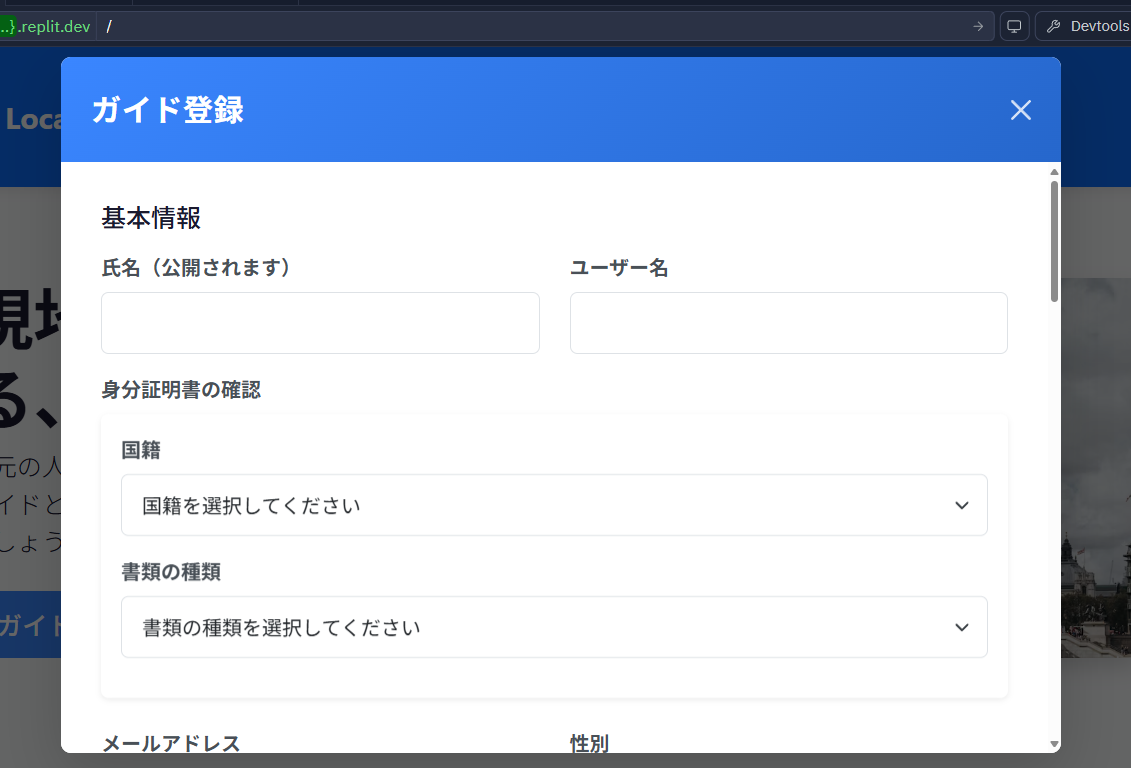 ..}.replit.dev /
Devtools
Loca
ガイド登録
基本情報
氏名（公開されます）
ユーザー名
身分証明書の確認
国籍
国籍を選択してください
書類の種類
書類の種類を選択してください
メールアドレス
性別
現地
る、
元の人
イドと
しょう
ガイド